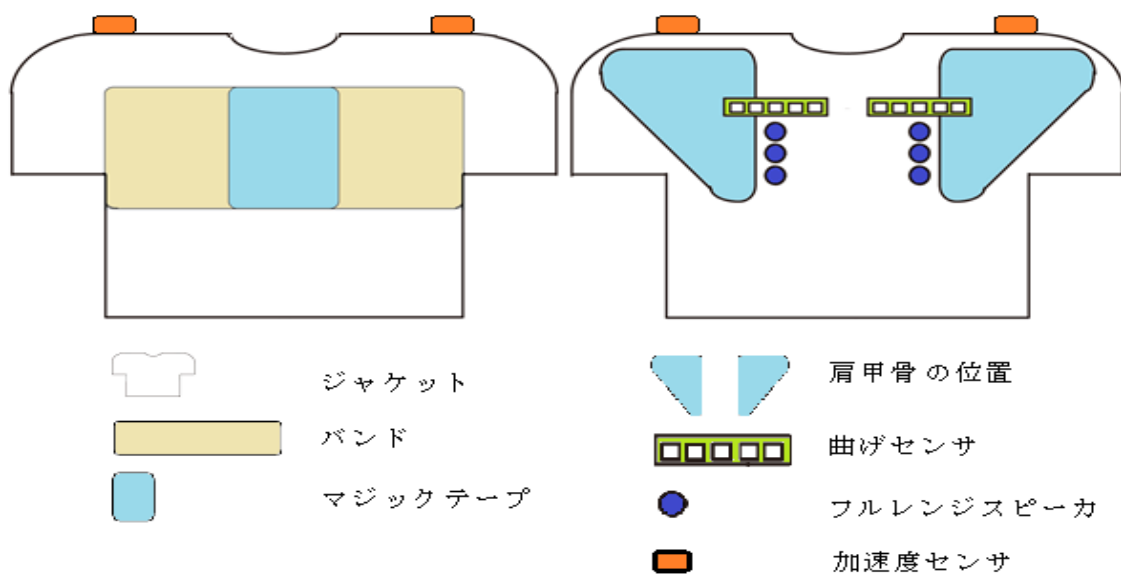 ジャケット
バンド
マジックテープ
肩甲骨の位置
曲げセンサ
フルレンジスピーカ
加速度センサ